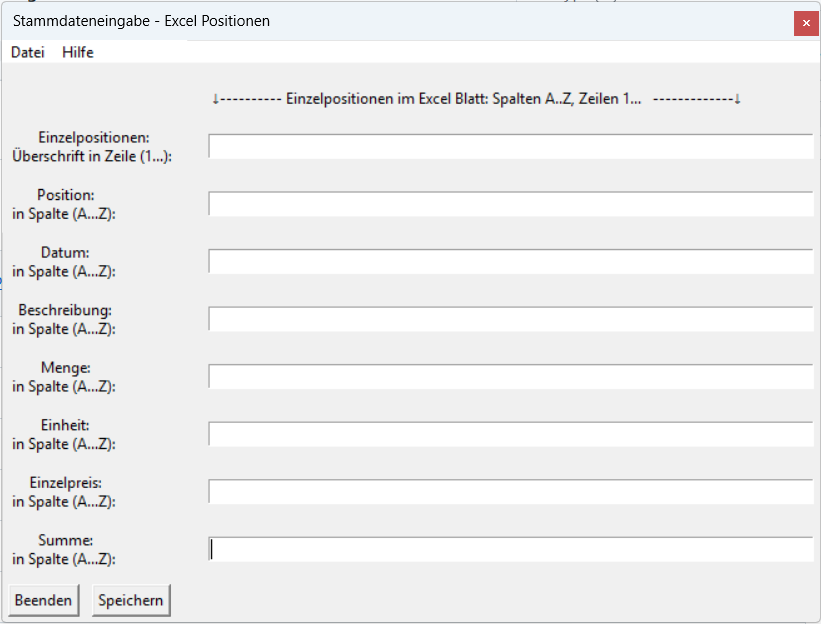 Stammdateneingabe - Excel Positionen
Datei Hilfe
↓---------- Einzelpositionen im Excel Blatt: Spalten A..Z, Zeilen 1... -------------↓
Einzelpositionen:
Überschrift in Zeile (1...):
Position:
in Spalte (A...Z):
Datum:
in Spalte (A...Z):
Beschreibung:
in Spalte (A...Z):
Menge:
in Spalte (A...Z):
Einheit:
in Spalte (A...Z):
Einzelpreis:
in Spalte (A...Z):
Summe:
in Spalte (A...Z):
Beenden Speichern